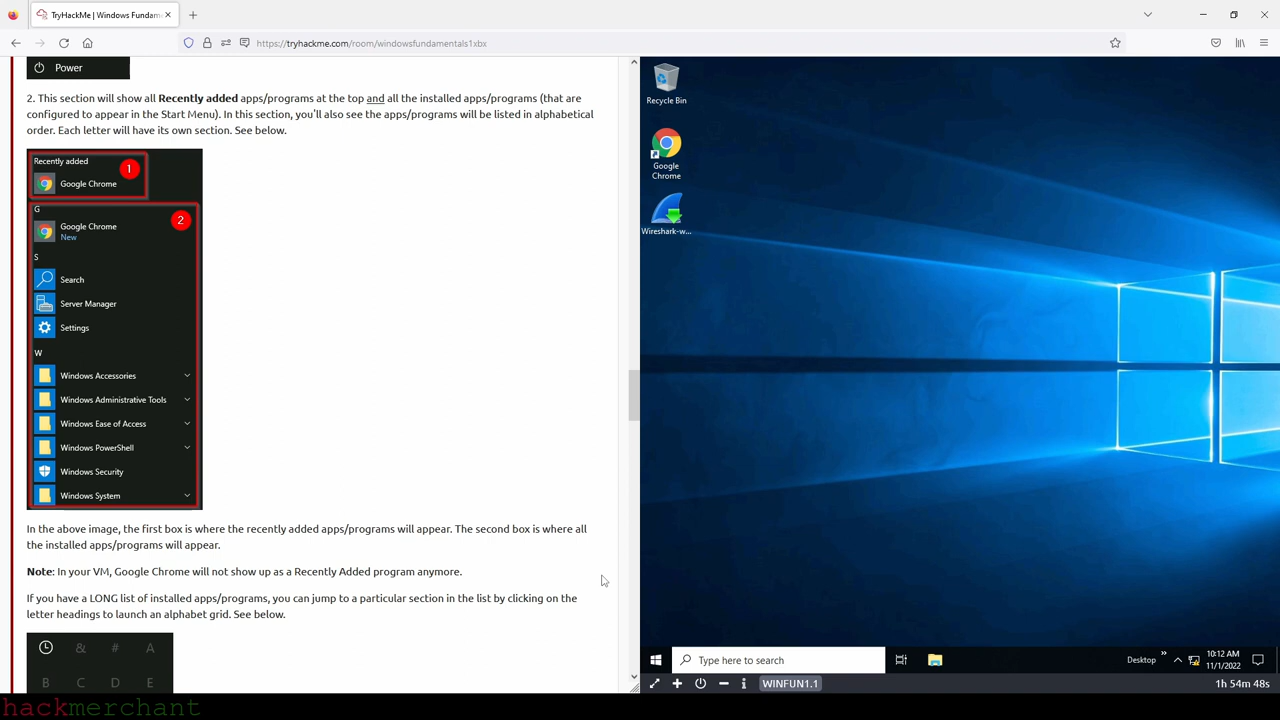 TryHackMe | Windows Fundam
https://tryhackme.com/room/windowsfundamentals1xbx
Power
2. This section will show all Recently added apps/programs at the top and all the installed apps/programs (that are
configured to appear in the Start Menu). In this section, you'll also see the apps/programs will be listed in alphabetical
order. Each letter will have its own section. See below.
Recently added
1
Google Chrome
G
2
Google Chrome
New
S
Search
Server Manager
Settings
W
Windows Accessories
Windows Administrative Tools
Windows Ease of Access
Windows PowerShell
Windows Security
Windows System
In the above image, the first box is where the recently added apps/programs will appear. The second box is where all
the installed apps/programs will appear.
Note: In your VM, Google Chrome will not show up as a Recently Added program anymore.
If you have a LONG list of installed apps/programs, you can jump to a particular section in the list by clicking on the
letter headings to launch an alphabet grid. See below.
& # A
B C D E
Recycle Bin
Google
Chrome
Wireshark-w...
Type here to search
Desktop
10:12 AM
11/1/2022
WINFUN1.1
1h 54m 48s
hackmerchant